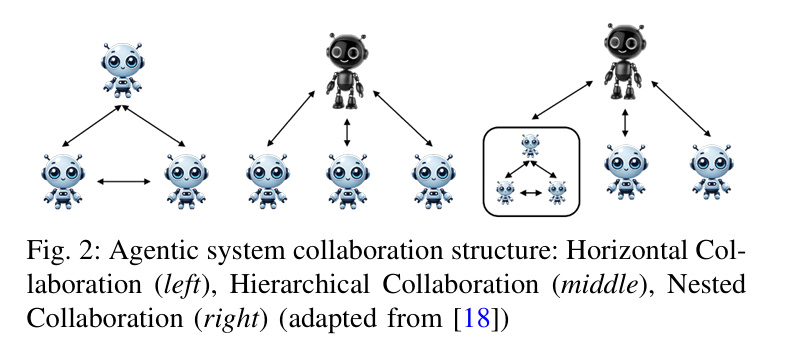 Fig. 2: Agentic system collaboration structure: Horizontal Col-
laboration (left), Hierarchical Collaboration (middle), Nested
Collaboration (right) (adapted from [18])